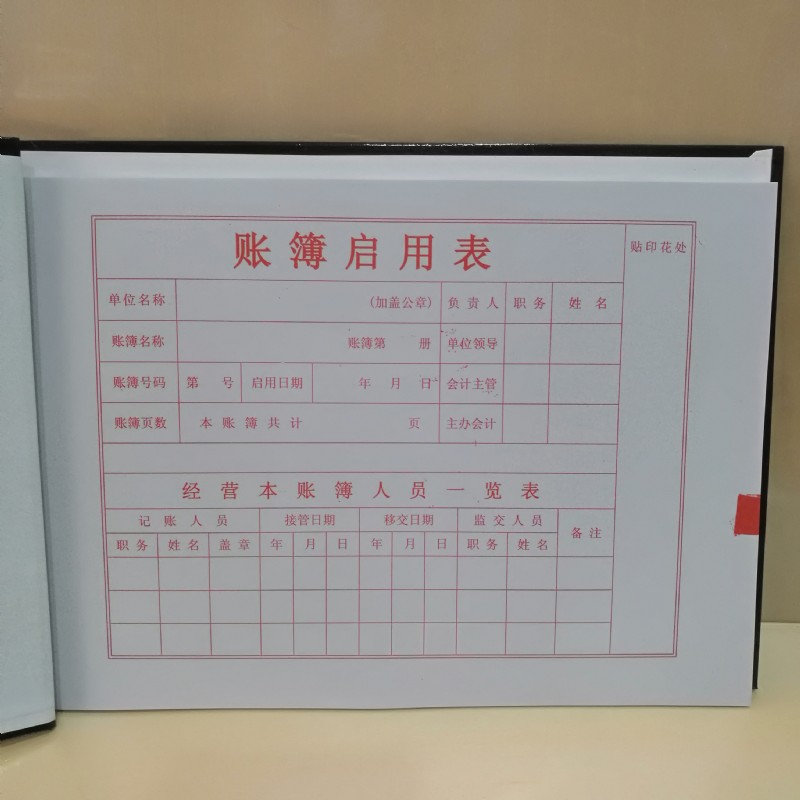 账簿启用表
贴印花处
单位名称 (加盖公章) 负责人 职务 姓名
账簿名称 账簿第 册 单位领导
账簿号码 第 号 启用日期 年 月 日 会计主管
账簿页数 本账簿共计 页 主办会计
经营本账簿人员一览表
记账人员 接管日期 移交日期 监交人员 备注
职务 姓名 盖章 年 月 日 年 月 日 职务 姓名